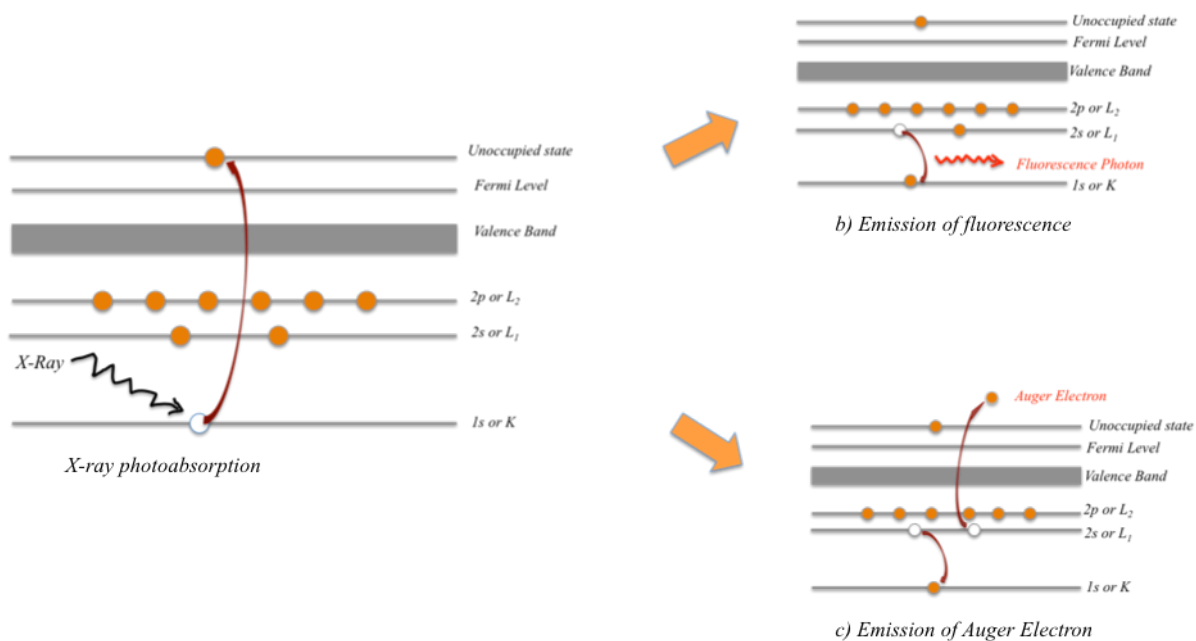 Unoccupied state
Fermi Level
Valence Band
2p or L₂
2s or L₁
X-Ray
1s or K
X-ray photoabsorption
Unoccupied state
Fermi Level
Valence Band
2p or L₂
2s or L₁
Fluorescence Photon
1s or K
b) Emission of fluorescence
Auger Electron
Unoccupied state
Fermi Level
Valence Band
2p or L₂
2s or L₁
1s or K
c) Emission of Auger Electron